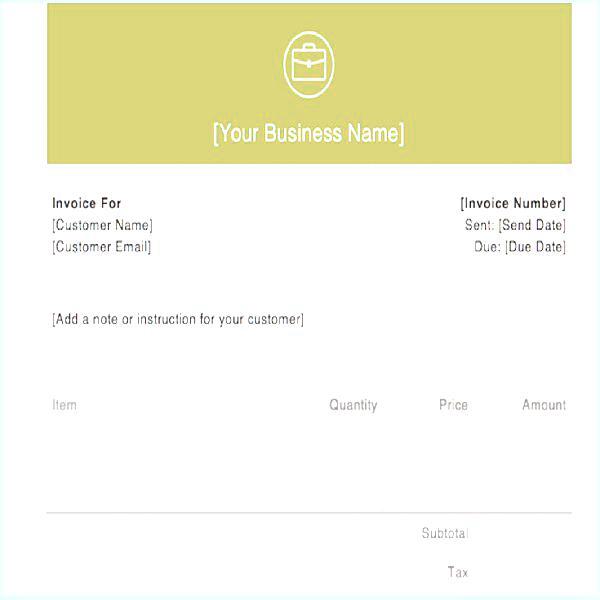 [Your Business Name]
Invoice For
[Invoice Number]
[Customer Name]
Sent: [Send Date]
[Customer Email]
Due: [Due Date]
[Add a note or instruction for your customer]
Item Quantity Price Amount
Subtotal
Tax